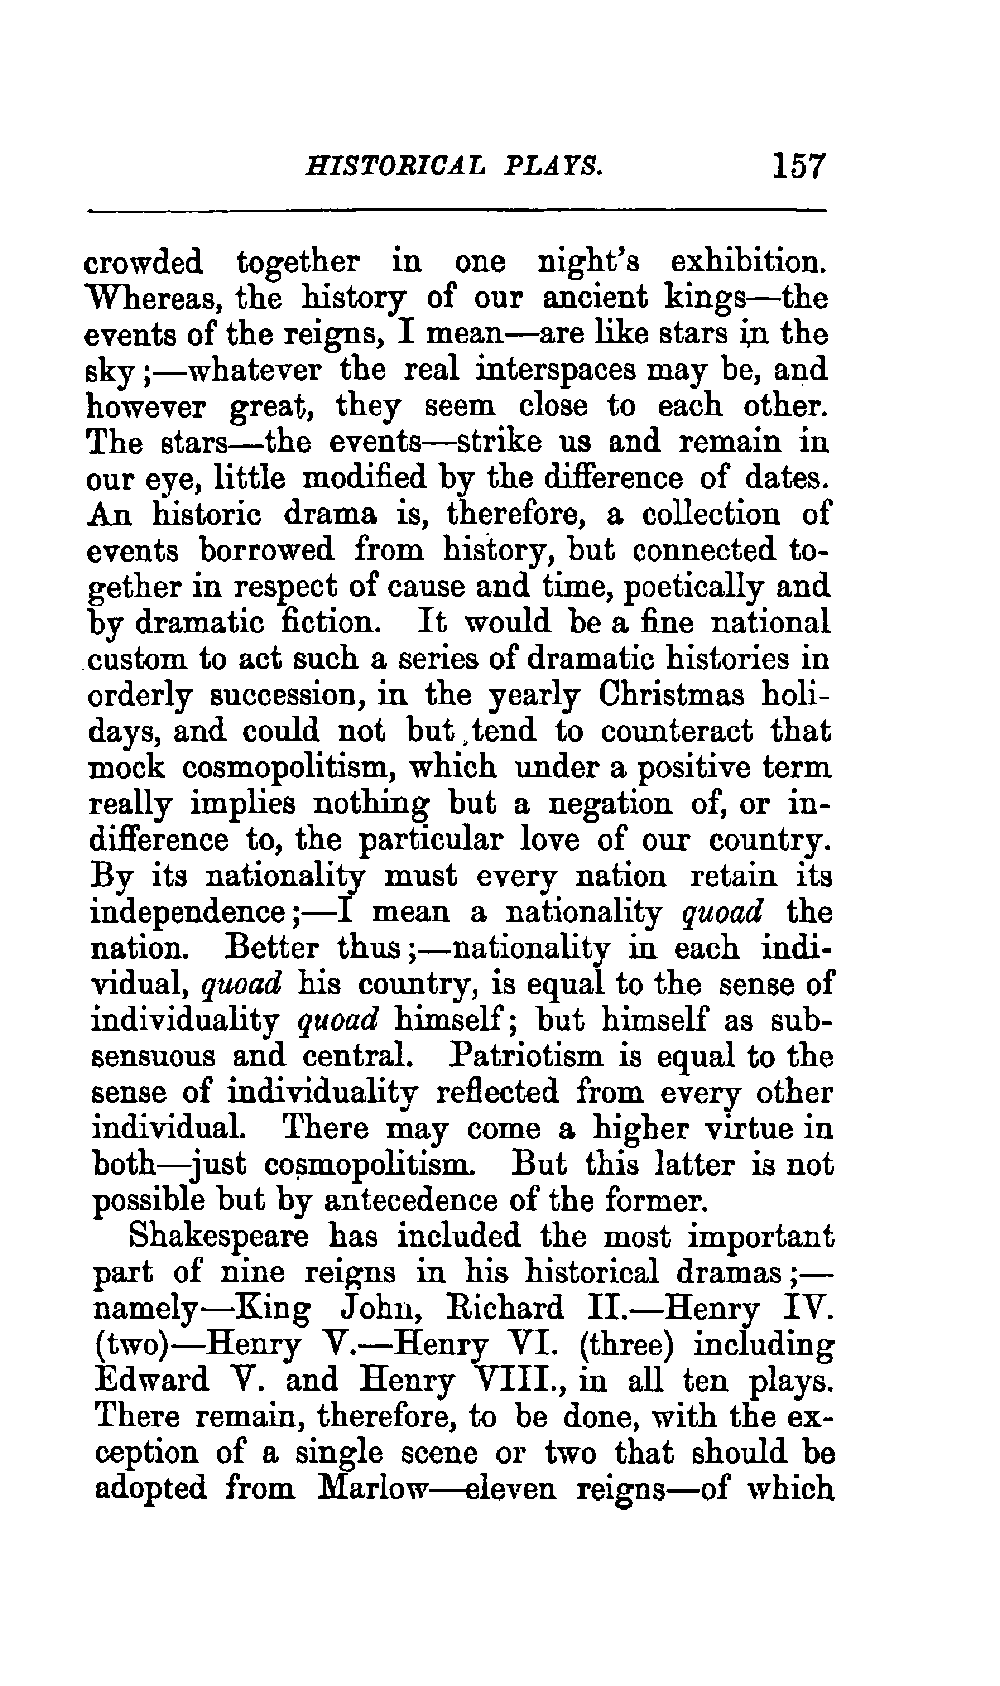 HISTORICAL PLAYS. 157
crowded together in one night's exhibition.
Whereas, the history of our ancient kings—the
events of the reigns, I mean—are like stars in the
sky;—whatever the real interspaces may be, and
however great, they seem close to each other.
The stars—the events—strike us and remain in
our eye, little modified by the difference of dates.
An historic drama is, therefore, a collection of
events borrowed from history, but connected to-
gether in respect of cause and time, poetically and
by dramatic fiction. It would be a fine national
custom to act such a series of dramatic histories in
orderly succession, in the yearly Christmas holi-
days, and could not but tend to counteract that
mock cosmopolitism, which under a positive term
really implies nothing but a negation of, or in-
difference to, the particular love of our country.
By its nationality must every nation retain its
independence;—I mean a nationality quoad the
nation. Better thus;—nationality in each indi-
vidual, quoad his country, is equal to the sense of
individuality quoad himself; but himself as sub-
sensuous and central. Patriotism is equal to the
sense of individuality reflected from every other
individual. There may come a higher virtue in
both—just cosmopolitism. But this latter is not
possible but by antecedence of the former.
Shakespeare has included the most important
part of nine reigns in his historical dramas;—
namely—King John, Richard II.—Henry IV.
(two)—Henry V.—Henry VI. (three) including
Edward V. and Henry VIII., in all ten plays.
There remain, therefore, to be done, with the ex-
ception of a single scene or two that should be
adopted from Marlow—eleven reigns—of which